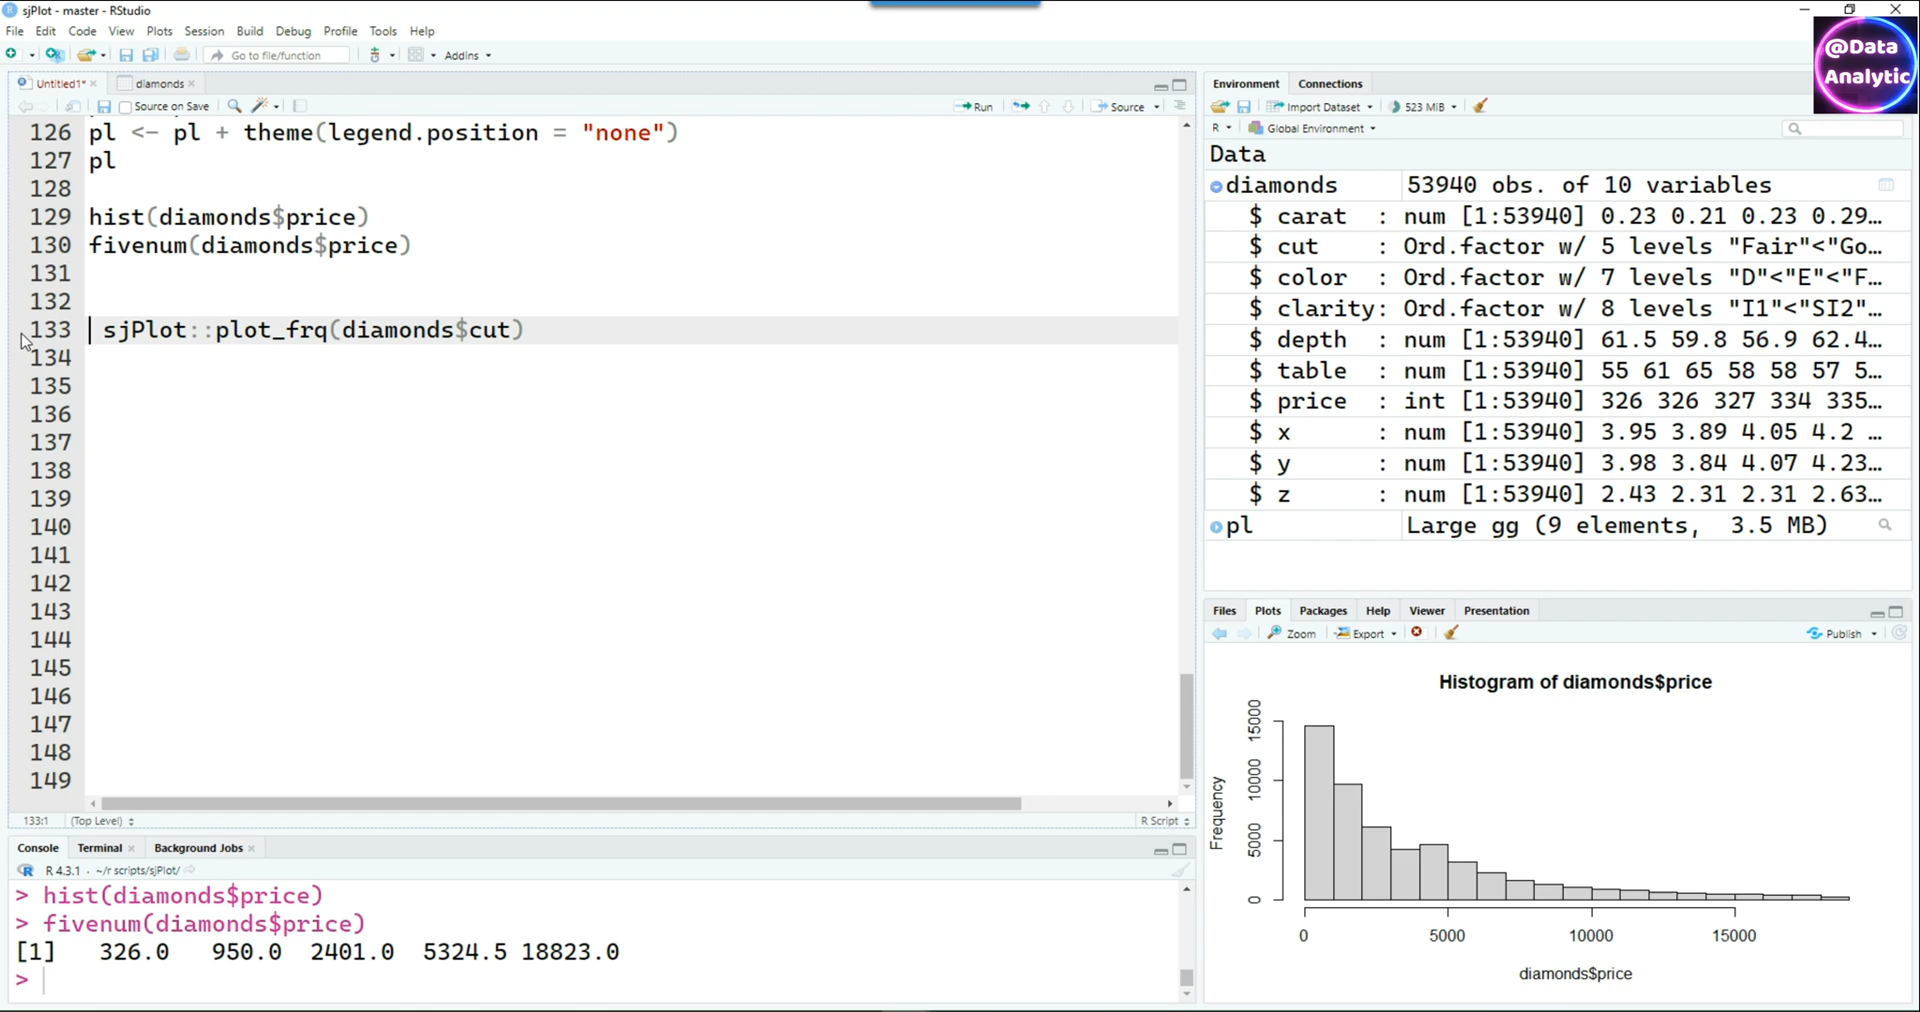 sjPlot - master - RStudio
File Edit Code View Plots Session Build Debug Profile Tools Help
Go to file/function Addins
@Data
Analytic
Untitled1* diamonds
Source on Save Run Source
126 pl <- pl + theme(legend.position = "none")
127 pl
128
129 hist(diamonds$price)
130 fivenum(diamonds$price)
131
132
133 sjPlot::plot_frq(diamonds$cut)
134
135
136
137
138
139
140
141
142
143
144
145
146
147
148
149
133:1 (Top Level) R Script
Console Terminal Background Jobs
R 4.3.1 · ~/r scripts/sjPlot/
> hist(diamonds$price)
> fivenum(diamonds$price)
[1] 326.0 950.0 2401.0 5324.5 18823.0
>
Environment Connections
Import Dataset 523 MiB
R Global Environment
Data
diamonds 53940 obs. of 10 variables
$ carat : num [1:53940] 0.23 0.21 0.23 0.29…
$ cut : Ord.factor w/ 5 levels "Fair"<"Go…
$ color : Ord.factor w/ 7 levels "D"<"E"<"F…
$ clarity: Ord.factor w/ 8 levels "I1"<"SI2"…
$ depth : num [1:53940] 61.5 59.8 56.9 62.4…
$ table : num [1:53940] 55 61 65 58 58 57 5…
$ price : int [1:53940] 326 326 327 334 335…
$ x : num [1:53940] 3.95 3.89 4.05 4.2 …
$ y : num [1:53940] 3.98 3.84 4.07 4.23…
$ z : num [1:53940] 2.43 2.31 2.31 2.63…
pl Large gg (9 elements, 3.5 MB)
Files Plots Packages Help Viewer Presentation
Zoom Export Publish
Histogram of diamonds$price
Frequency
15000
10000
5000
0
0 5000 10000 15000
diamonds$price